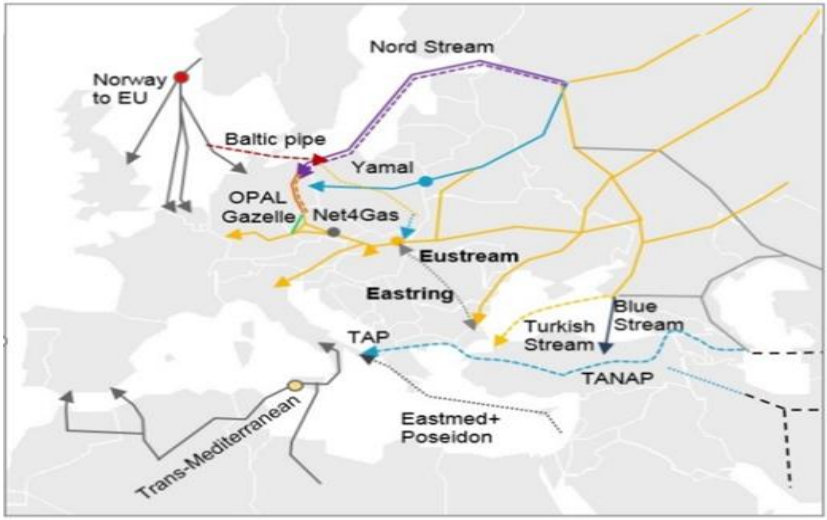 Nord Stream
Norway
to EU
Baltic pipe
Yamal
OPAL
Gazelle
Net4Gas
Eustream
Eastring
Blue
Stream
Turkish
Stream
TAP
TANAP
Trans-Mediterranean
Eastmed+
Poseidon